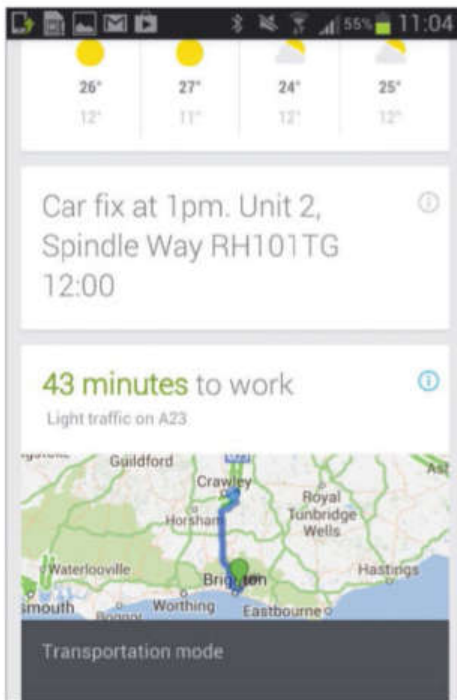 55% 11:04
26° 27° 24° 25°
12° 11° 12° 12°
Car fix at 1pm. Unit 2,
Spindle Way RH101TG
12:00
43 minutes to work
Light traffic on A23
Guildford
Crawley
Royal
Tunbridge
Wells
Horsham
Waterlooville
Brighton
Hastings
smouth
Worthing
Eastbourne
Bognor
Transportation mode